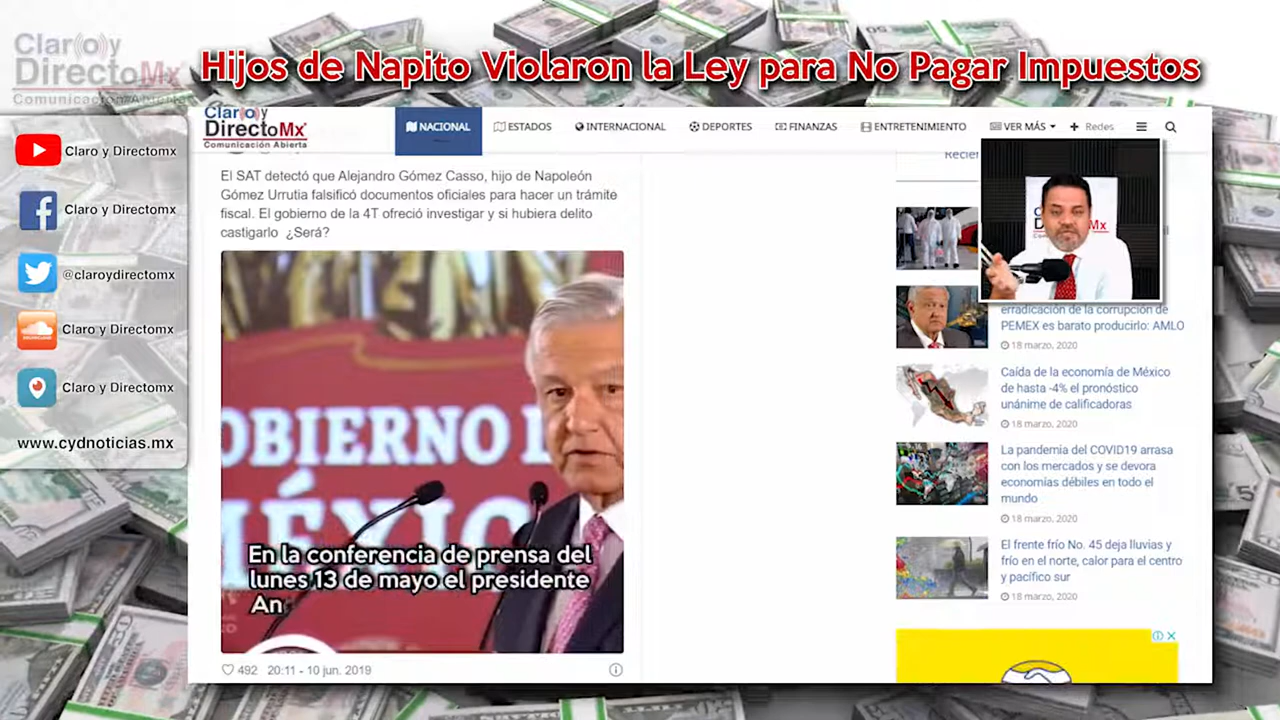 Claro y
DirectoMx
Comunicación Abierta
Hijos de Napito Violaron la Ley para No Pagar Impuestos
Claro y Directomx
Claro y Directomx
@claroydirectomx
Claro y Directomx
Claro y Directomx
www.cydnoticias.mx
Claro y
DirectoMx
Comunicación Abierta
NACIONAL
ESTADOS
INTERNACIONAL
DEPORTES
FINANZAS
ENTRETENIMIENTO
VER MÁS
Redes
El SAT detectó que Alejandro Gómez Casso, hijo de Napoleón
Gómez Urrutia falsificó documentos oficiales para hacer un trámite
fiscal. El gobierno de la 4T ofreció investigar y si hubiera delito
castigarlo ¿Será?
OBIERNO D
MÉXICO
En la conferencia de prensa del
lunes 13 de mayo el presidente
An
492 20:11 - 10 jun. 2019
Recien
erradicación de la corrupción de
PEMEX es barato producirlo: AMLO
18 marzo, 2020
Caída de la economía de México
de hasta -4% el pronóstico
unánime de calificadoras
18 marzo, 2020
La pandemia del COVID19 arrasa
con los mercados y se devora
economías débiles en todo el
mundo
18 marzo, 2020
El frente frío No. 45 deja lluvias y
frío en el norte, calor para el centro
y pacífico sur
18 marzo, 2020